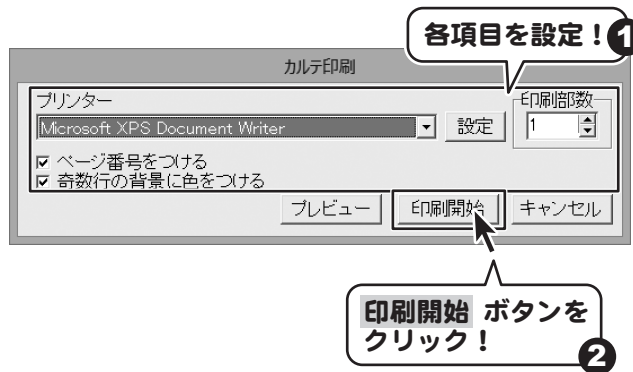 各項目を設定！1
カルテ印刷
プリンター
印刷部数
Microsoft XPS Document Writer
設定
1
ページ番号をつける
奇数行の背景に色をつける
プレビュー
印刷開始
キャンセル
印刷開始 ボタンを
クリック！
2